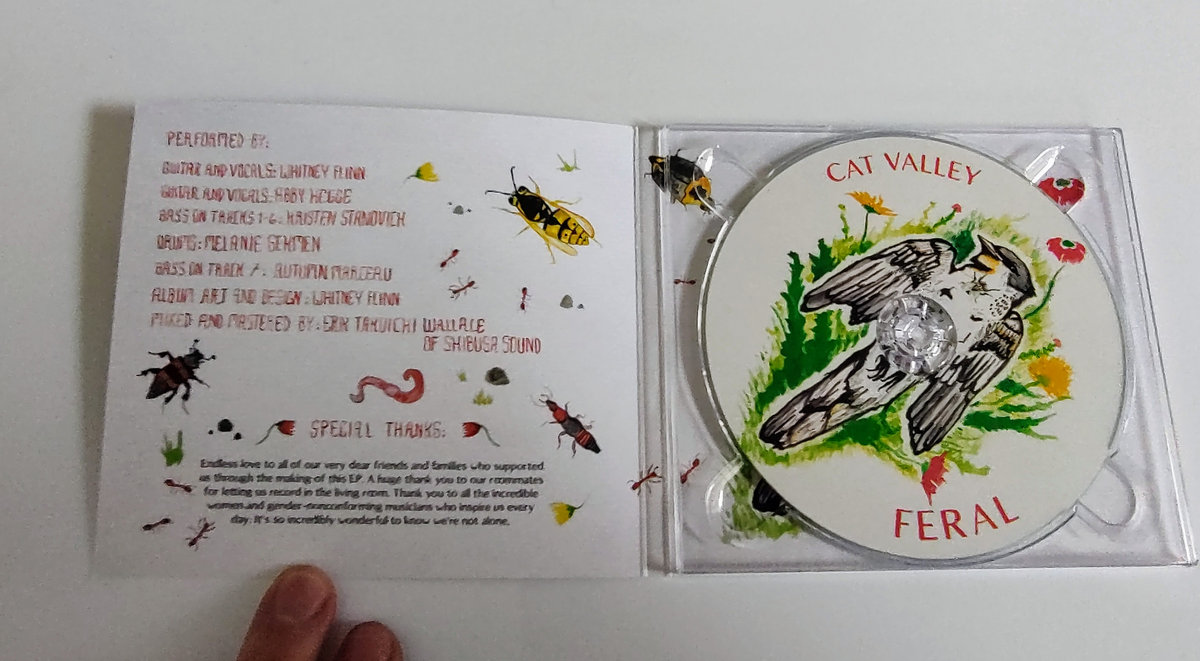 PERFORMED BY:
GUITAR AND VOCALS: WHITNEY FLINN
GUITAR AND VOCALS: ABBY HEGGE
BASS ON TRACKS 1-6: KRISTEN STANOVICH
DRUMS: MELANIE SEHMEN
BASS ON TRACK 7: AUTUMN MARCEAU
ALBUM ART AND DESIGN: WHITNEY FLINN
MIXED AND MASTERED BY: ERIK TAKUICHI WALLACE
OF SHIBUSA SOUND
SPECIAL THANKS:
Endless love to all of our very dear friends and families who supported
us through the making of this EP. A huge thank you to our roommates
for letting us record in the living room. Thank you to all the incredible
women and gender-nonconforming musicians who inspire us every
day. It's so incredibly wonderful to know we're not alone.
CAT VALLEY
FERAL